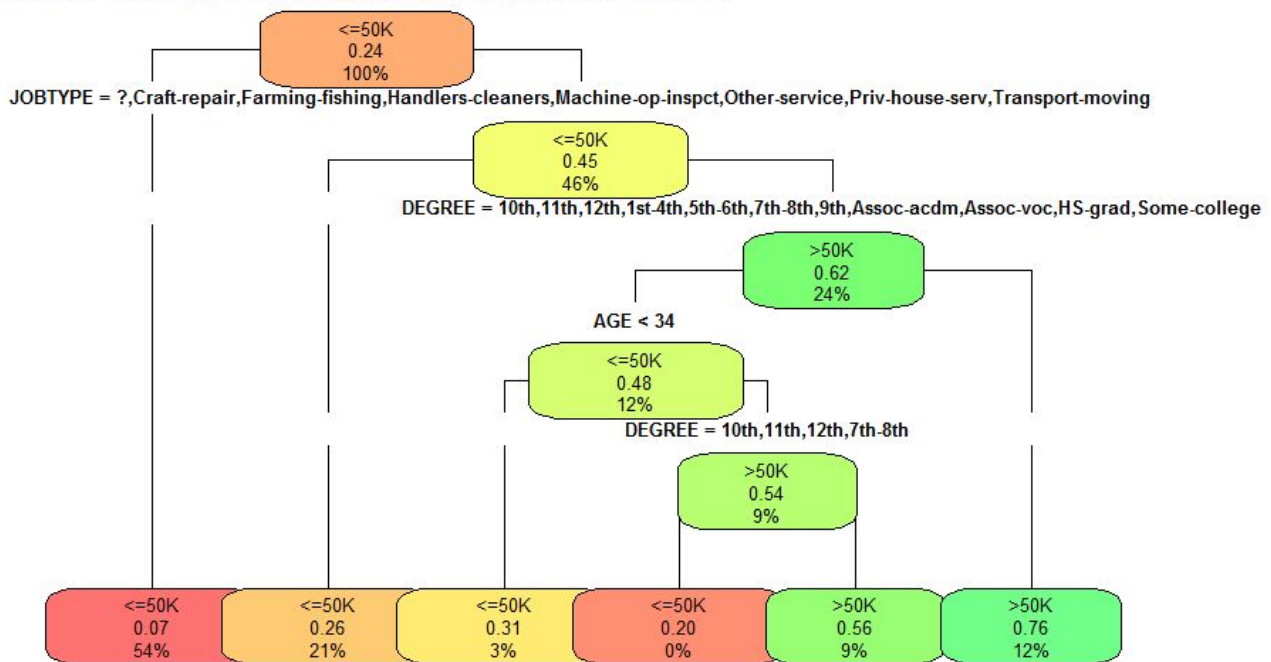 <=50K
0.24
100%
JOBTYPE = ?,Craft-repair,Farming-fishing,Handlers-cleaners,Machine-op-inspct,Other-service,Priv-house-serv,Transport-moving
<=50K
0.45
46%
DEGREE = 10th,11th,12th,1st-4th,5th-6th,7th-8th,9th,Assoc-acdm,Assoc-voc,HS-grad,Some-college
>50K
0.62
24%
AGE < 34
<=50K
0.48
12%
DEGREE = 10th,11th,12th,7th-8th
>50K
0.54
9%
<=50K
0.07
54%
<=50K
0.26
21%
<=50K
0.31
3%
<=50K
0.20
0%
>50K
0.56
9%
>50K
0.76
12%